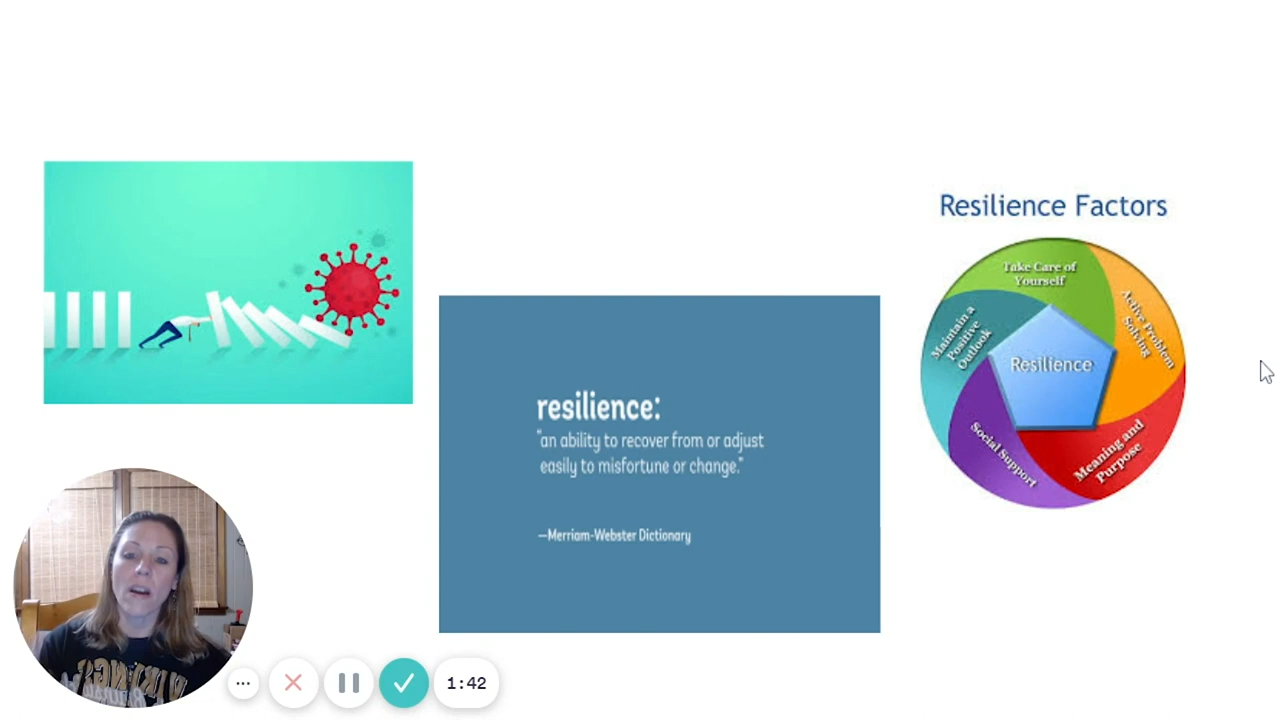 Resilience Factors
Take Care of
Yourself
Active Problem
Solving
Maintain a
Positive
Outlook
Resilience
Social Support
Meaning and
Purpose
resilience:
"an ability to recover from or adjust
easily to misfortune or change."
—Merriam-Webster Dictionary
VIKINGS
1:42